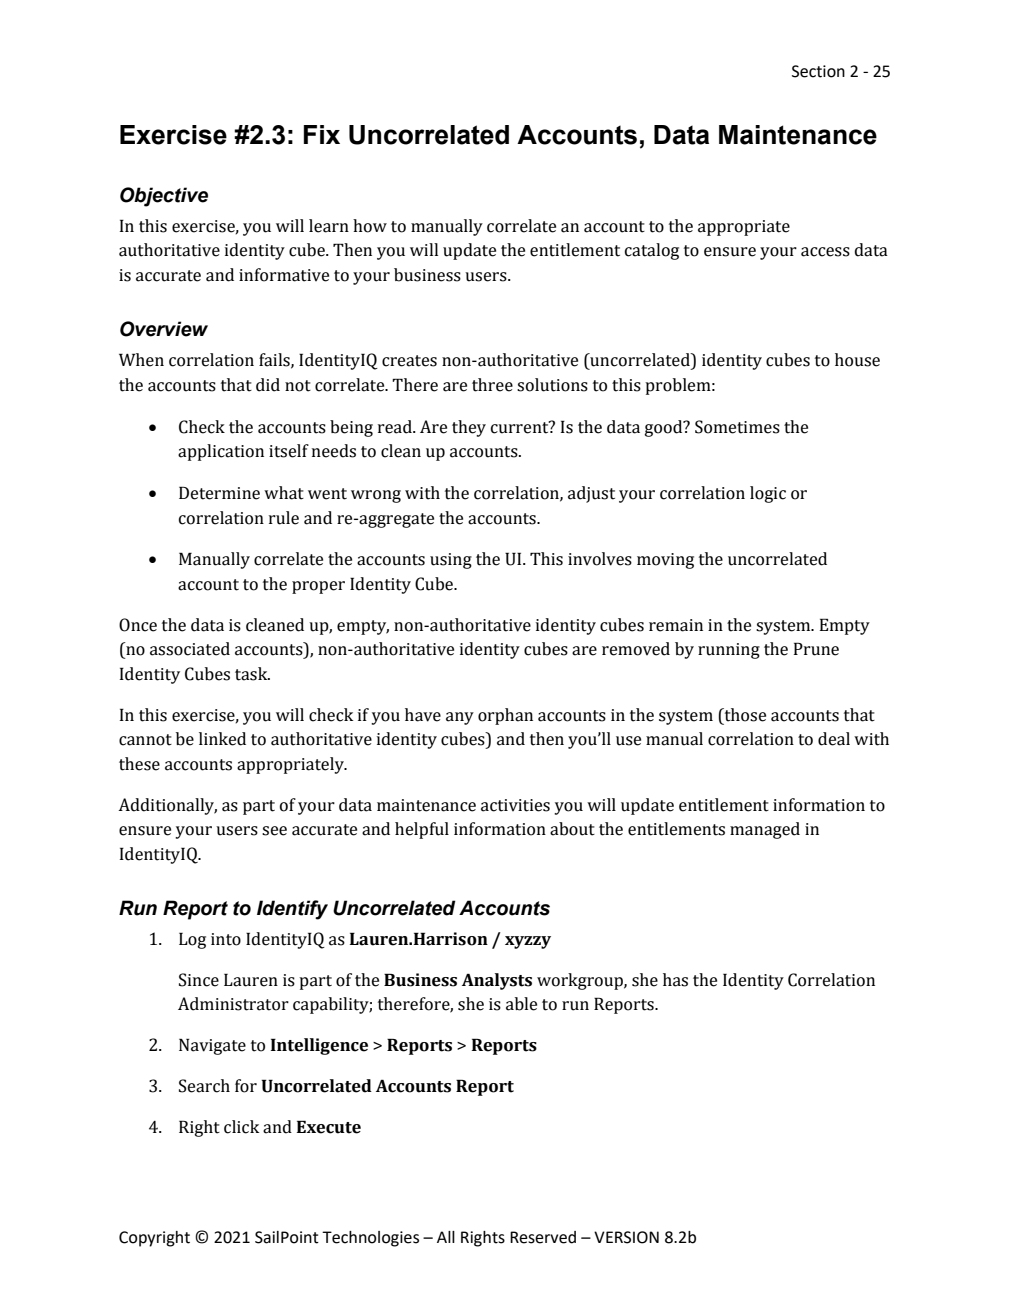 Section 2 - 25
Exercise #2.3: Fix Uncorrelated Accounts, Data Maintenance
Objective
In this exercise, you will learn how to manually correlate an account to the appropriate
authoritative identity cube. Then you will update the entitlement catalog to ensure your access data
is accurate and informative to your business users.
Overview
When correlation fails, IdentityIQ creates non-authoritative (uncorrelated) identity cubes to house
the accounts that did not correlate. There are three solutions to this problem:
• Check the accounts being read. Are they current? Is the data good? Sometimes the
application itself needs to clean up accounts.
• Determine what went wrong with the correlation, adjust your correlation logic or
correlation rule and re-aggregate the accounts.
• Manually correlate the accounts using the UI. This involves moving the uncorrelated
account to the proper Identity Cube.
Once the data is cleaned up, empty, non-authoritative identity cubes remain in the system. Empty
(no associated accounts), non-authoritative identity cubes are removed by running the Prune
Identity Cubes task.
In this exercise, you will check if you have any orphan accounts in the system (those accounts that
cannot be linked to authoritative identity cubes) and then you’ll use manual correlation to deal with
these accounts appropriately.
Additionally, as part of your data maintenance activities you will update entitlement information to
ensure your users see accurate and helpful information about the entitlements managed in
IdentityIQ.
Run Report to Identify Uncorrelated Accounts
1. Log into IdentityIQ as Lauren.Harrison / xyzzy
Since Lauren is part of the Business Analysts workgroup, she has the Identity Correlation
Administrator capability; therefore, she is able to run Reports.
2. Navigate to Intelligence > Reports > Reports
3. Search for Uncorrelated Accounts Report
4. Right click and Execute
Copyright © 2021 SailPoint Technologies – All Rights Reserved – VERSION 8.2b